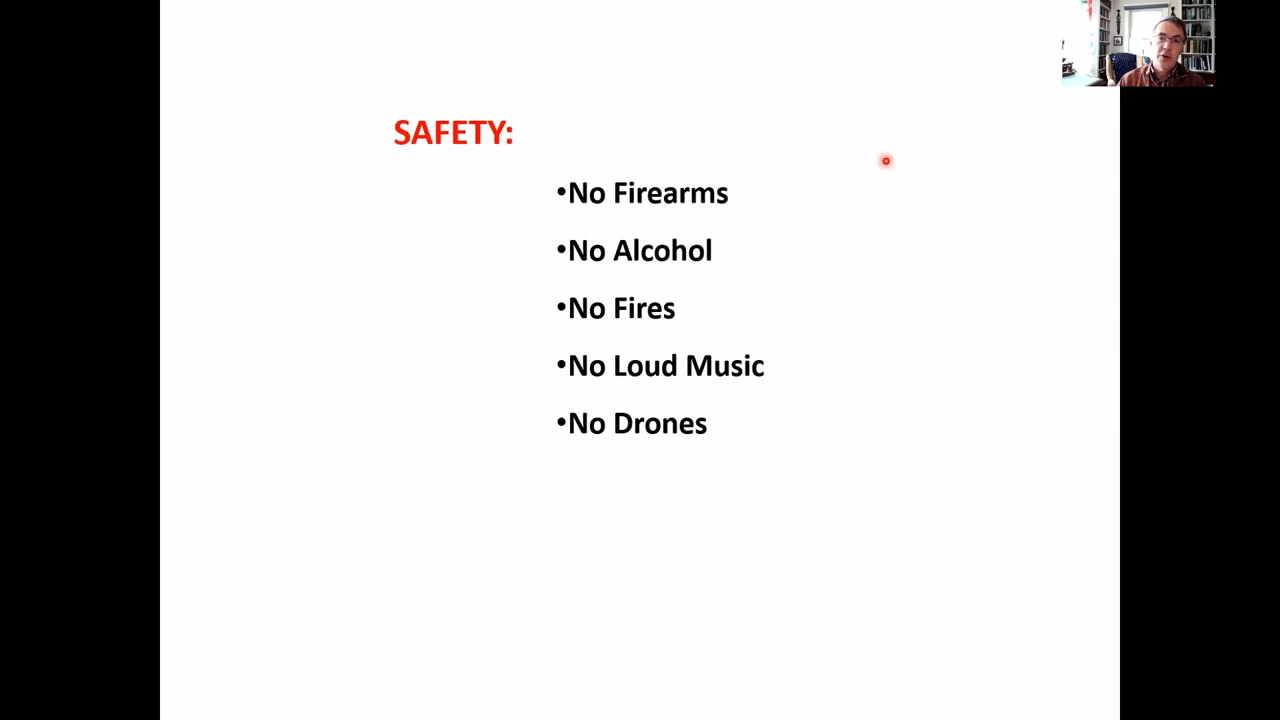 SAFETY:
•No Firearms
•No Alcohol
•No Fires
•No Loud Music
•No Drones